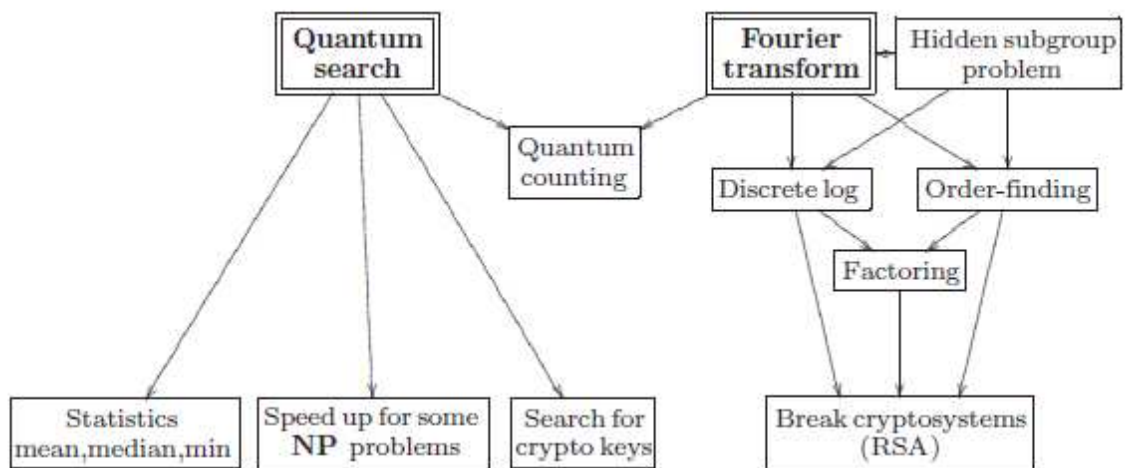 Quantum
search
Fourier
transform
Hidden subgroup
problem
Quantum
counting
Discrete log
Order-finding
Factoring
Statistics
mean,median,min
Speed up for some
NP problems
Search for
crypto keys
Break cryptosystems
(RSA)